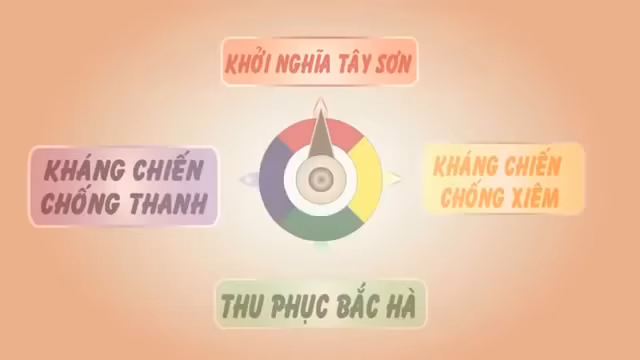 KHỞI NGHĨA TÂY SƠN
KHÁNG CHIẾN
CHỐNG THANH
KHÁNG CHIẾN
CHỐNG XIÊM
THU PHỤC BẮC HÀ